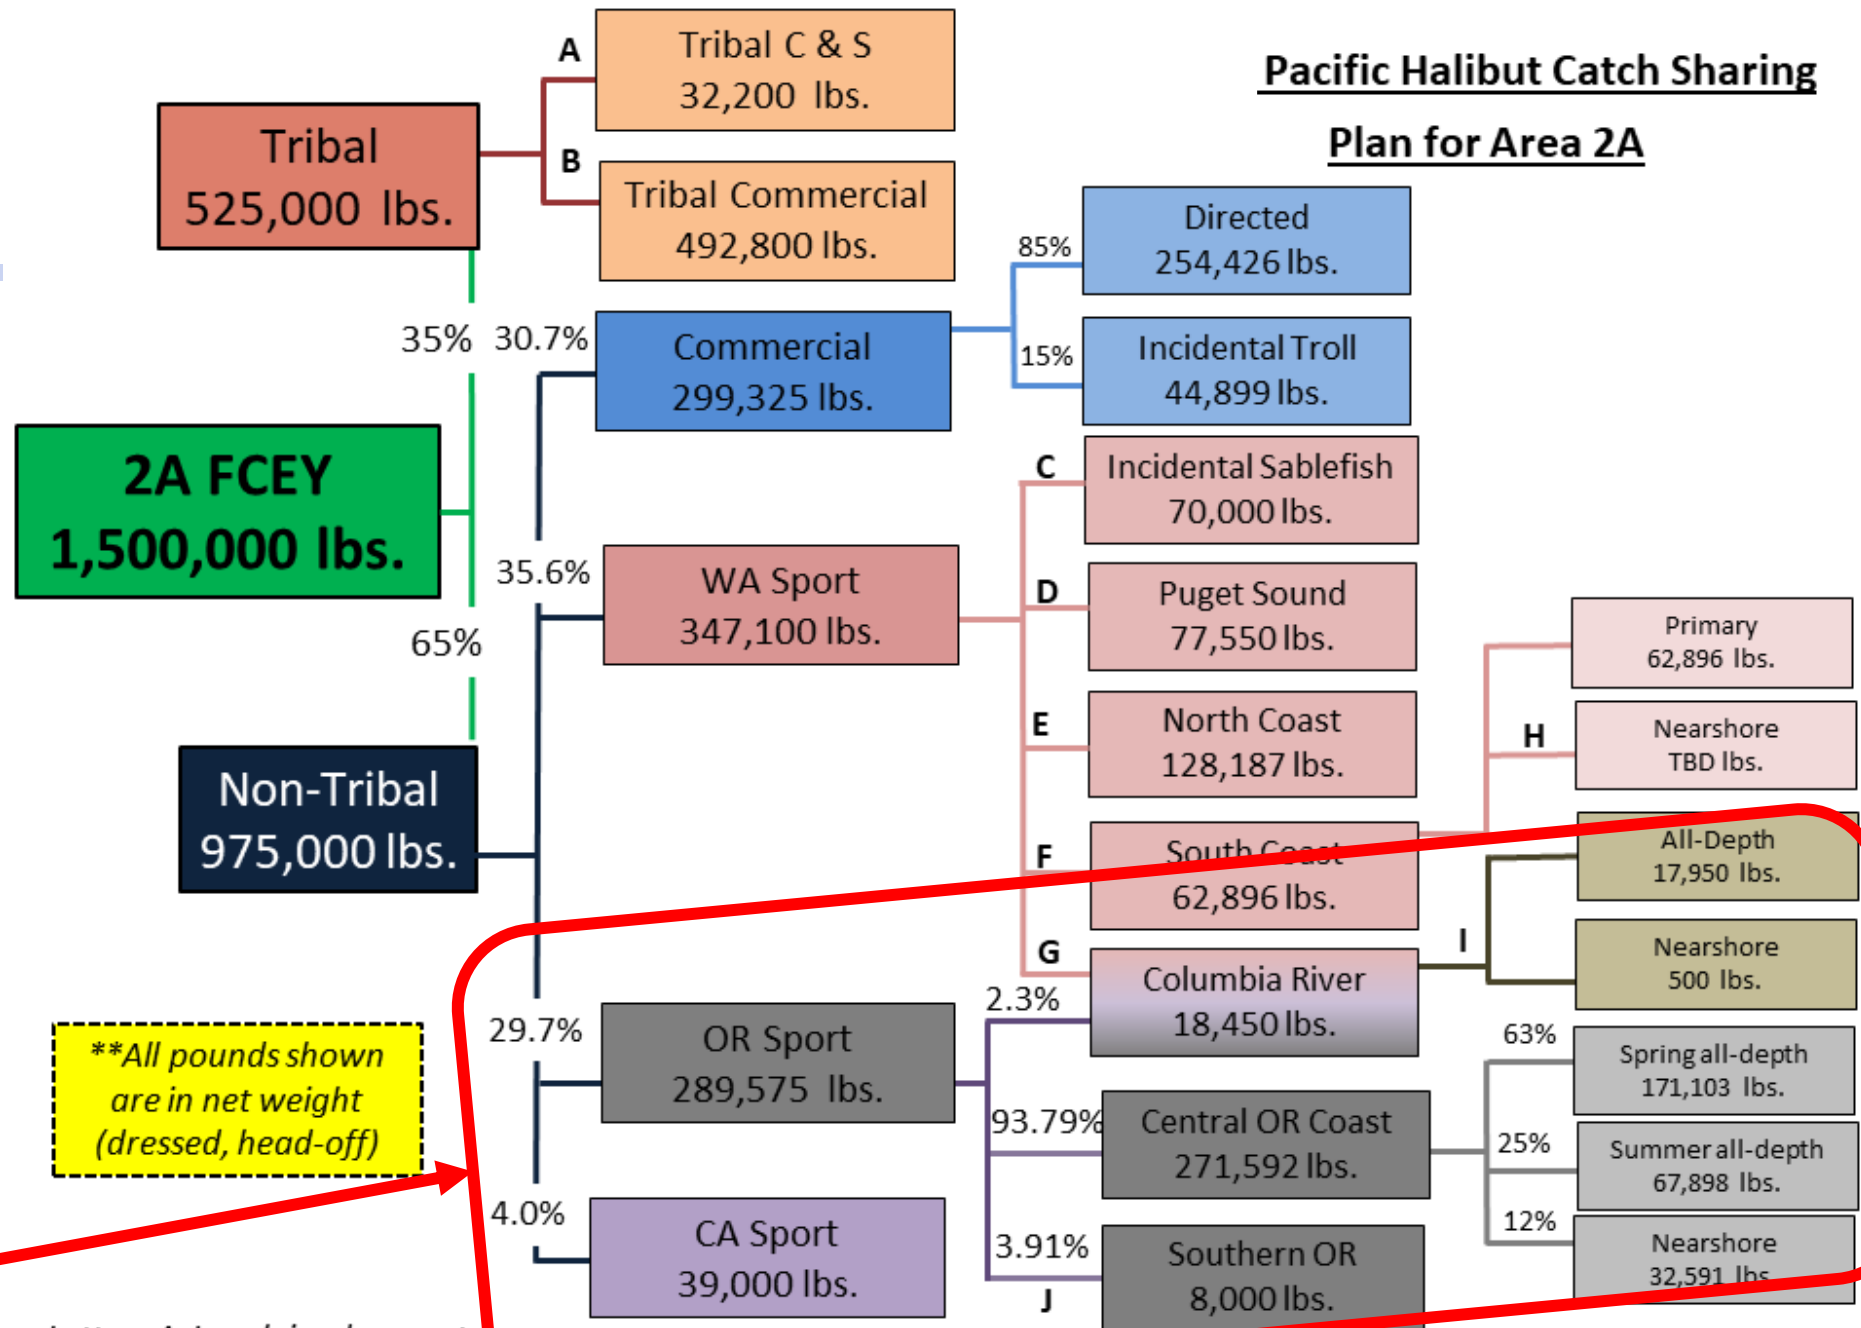 Pacific Halibut Catch Sharing
Plan for Area 2A
A
Tribal C & S
32,200 lbs.
Tribal
525,000 lbs.
B
Tribal Commercial
492,800 lbs.
Directed
254,426 lbs.
85%
35%
30.7%
Commercial
299,325 lbs.
15%
Incidental Troll
44,899 lbs.
2A FCEY
1,500,000 lbs.
C
Incidental Sablefish
70,000 lbs.
35.6%
WA Sport
347,100 lbs.
D
Puget Sound
77,550 lbs.
65%
Primary
62,896 lbs.
E
North Coast
128,187 lbs.
H
Nearshore
TBD lbs.
Non-Tribal
975,000 lbs.
F
South Coast
62,896 lbs.
All-Depth
17,950 lbs.
G
Columbia River
18,450 lbs.
I
Nearshore
500 lbs.
2.3%
29.7%
OR Sport
289,575 lbs.
**All pounds shown
are in net weight
(dressed, head-off)
63%
Spring all-depth
171,103 lbs.
93.79%
Central OR Coast
271,592 lbs.
25%
Summer all-depth
67,898 lbs.
4.0%
CA Sport
39,000 lbs.
3.91%
J
Southern OR
8,000 lbs.
12%
Nearshore
32,591 lbs.